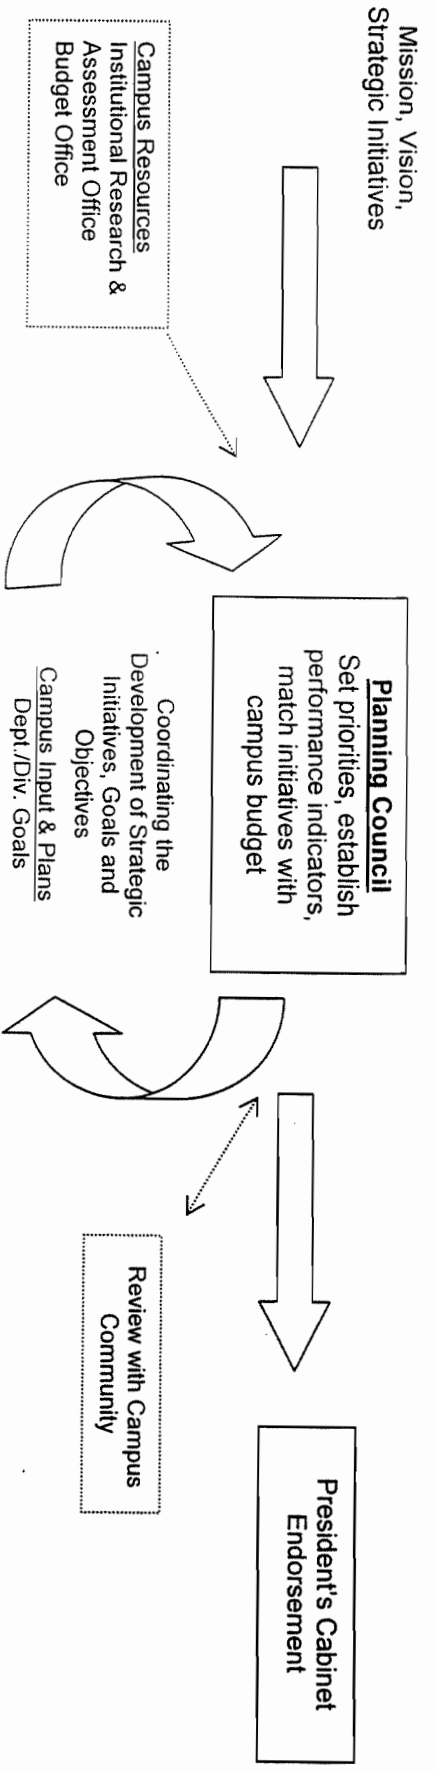 Mission, Vision,
Strategic Initiatives
Campus Resources
Institutional Research &
Assessment Office
Budget Office
Planning Council
Set priorities, establish
performance indicators,
match initiatives with
campus budget
Coordinating the
Development of Strategic
Initiatives, Goals and
Objectives
Campus Input & Plans
Dept./Div. Goals
Review with Campus
Community
President's Cabinet
Endorsement